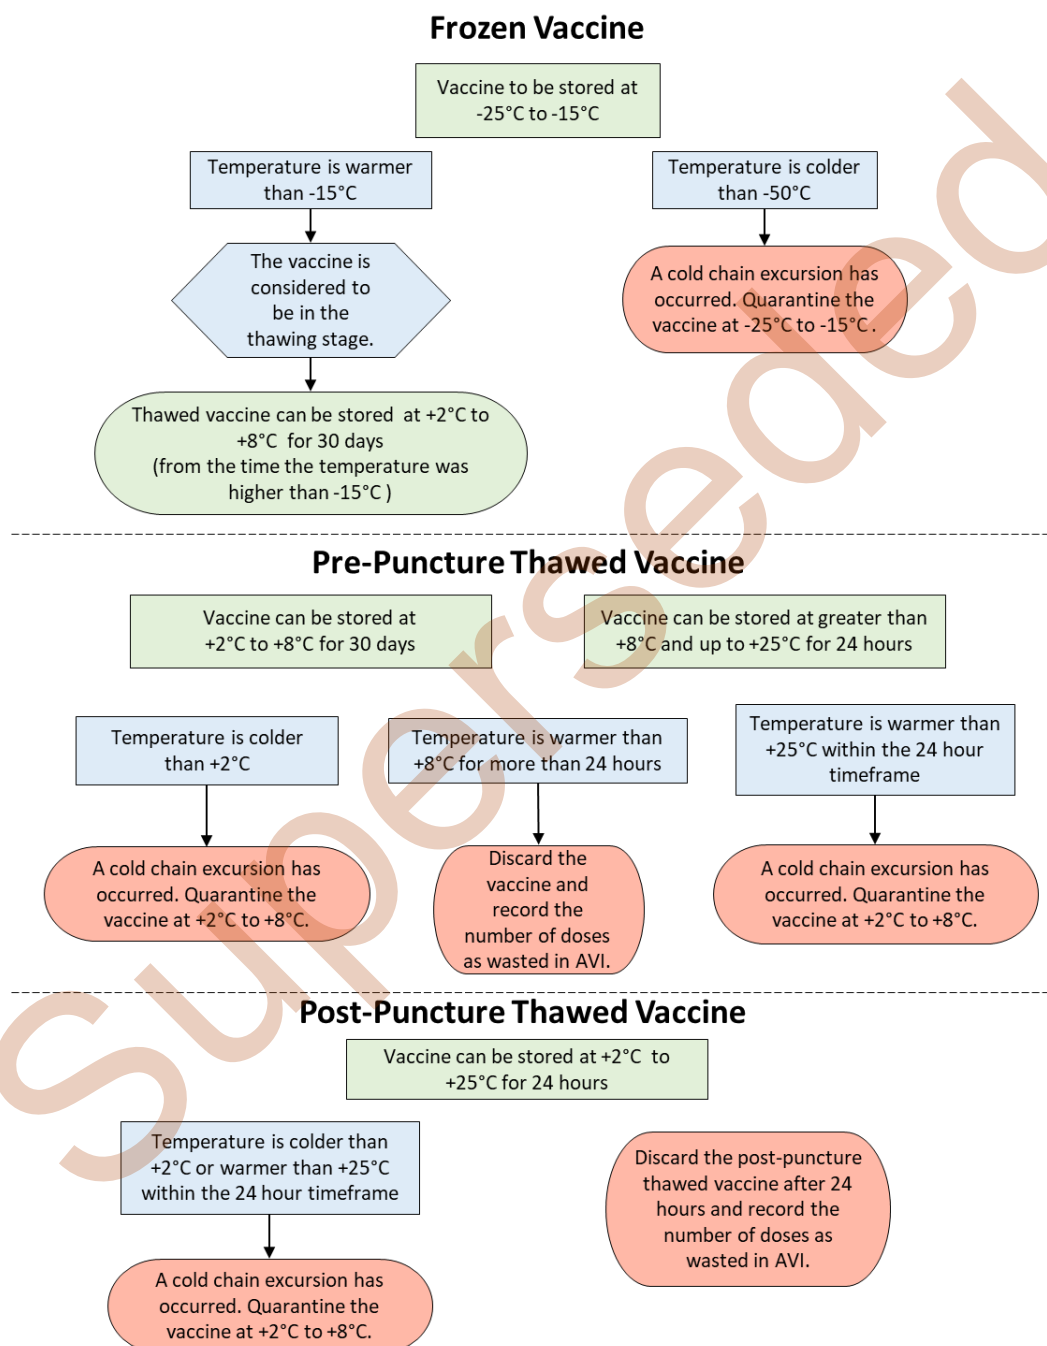 Frozen Vaccine
Vaccine to be stored at
-25°C to -15°C
Temperature is warmer
than -15°C
Temperature is colder
than -50°C
The vaccine is
considered to
be in the
thawing stage.
A cold chain excursion has
occurred. Quarantine the
vaccine at -25°C to -15°C .
Thawed vaccine can be stored at +2°C to
+8°C for 30 days
(from the time the temperature was
higher than -15°C )
Pre-Puncture Thawed Vaccine
Vaccine can be stored at
+2°C to +8°C for 30 days
Vaccine can be stored at greater than
+8°C and up to +25°C for 24 hours
Temperature is colder
than +2°C
Temperature is warmer than
+8°C for more than 24 hours
Temperature is warmer than
+25°C within the 24 hour
timeframe
A cold chain excursion has
occurred. Quarantine the
vaccine at +2°C to +8°C.
Discard the
vaccine and
record the
number of doses
as wasted in AVI.
A cold chain excursion has
occurred. Quarantine the
vaccine at +2°C to +8°C.
Post-Puncture Thawed Vaccine
Vaccine can be stored at +2°C to
+25°C for 24 hours
Temperature is colder than
+2°C or warmer than +25°C
within the 24 hour timeframe
Discard the post-puncture
thawed vaccine after 24
hours and record the
number of doses as
wasted in AVI.
A cold chain excursion has
occurred. Quarantine the
vaccine at +2°C to +8°C.
Superseded